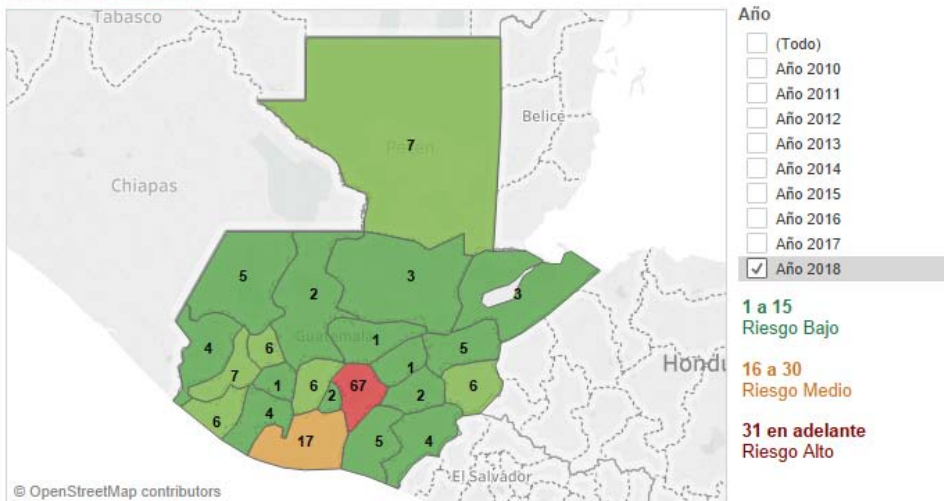 Tabasco
Chiapas
Belice
Petén
Guatemala
Hondu
El Salvador
7
5
2
3
3
4
7
6
1
1
5
1
6
2
67
2
6
6
4
17
5
4
© OpenStreetMap contributors
Año
(Todo)
Año 2010
Año 2011
Año 2012
Año 2013
Año 2014
Año 2015
Año 2016
Año 2017
Año 2018
1 a 15
Riesgo Bajo
16 a 30
Riesgo Medio
31 en adelante
Riesgo Alto